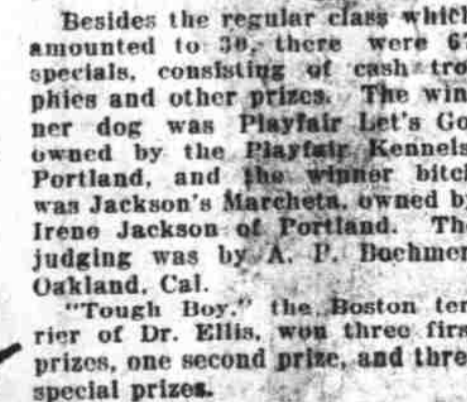 Besides the regular class which
amounted to 30, there were 67
specials, consisting of cash tro-
phies and other prizes. The win-
ner dog was Playfair Let's Go,
owned by the Playfair Kennels,
Portland, and the winner bitch
was Jackson's Marcheta, owned by
Irene Jackson of Portland. The
judging was by A. P. Buchmer,
Oakland, Cal.
"Tough Boy," the Boston ter-
rier of Dr. Ellis, won three first
prizes, one second prize, and three
special prizes.